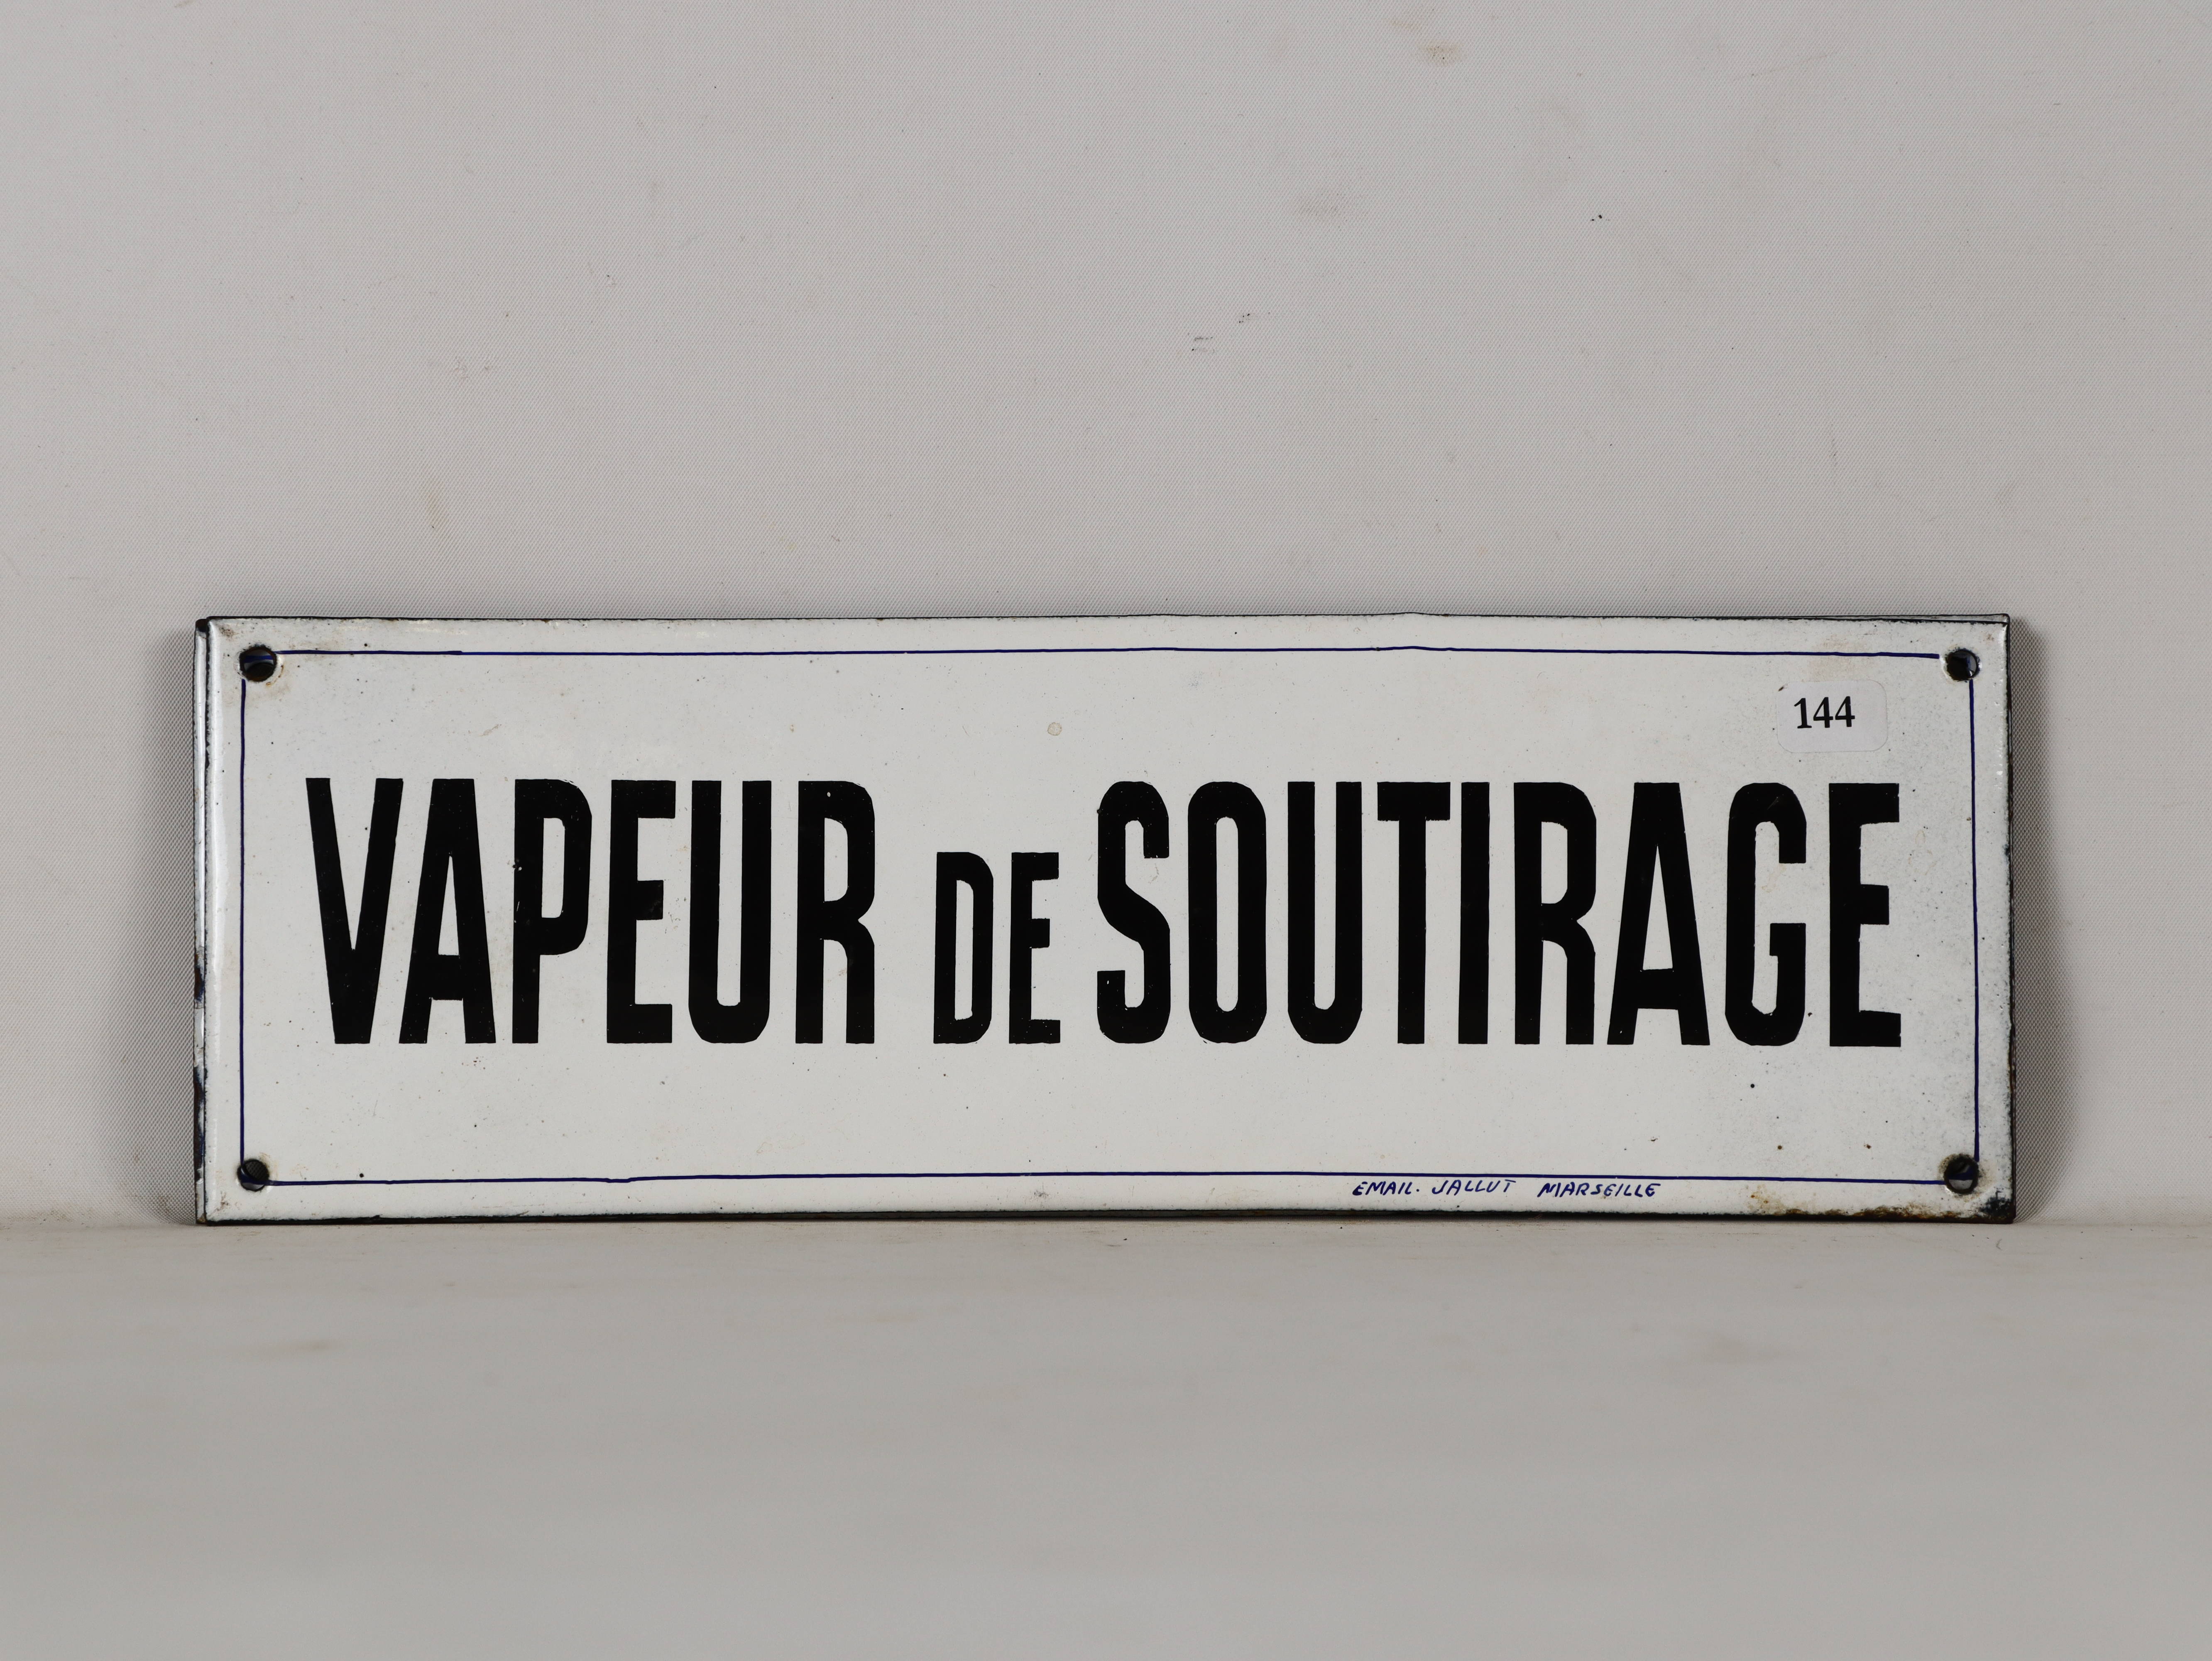 144
VAPEUR DE SOUTIRAGE
EMAIL. JALLUT MARSEILLE